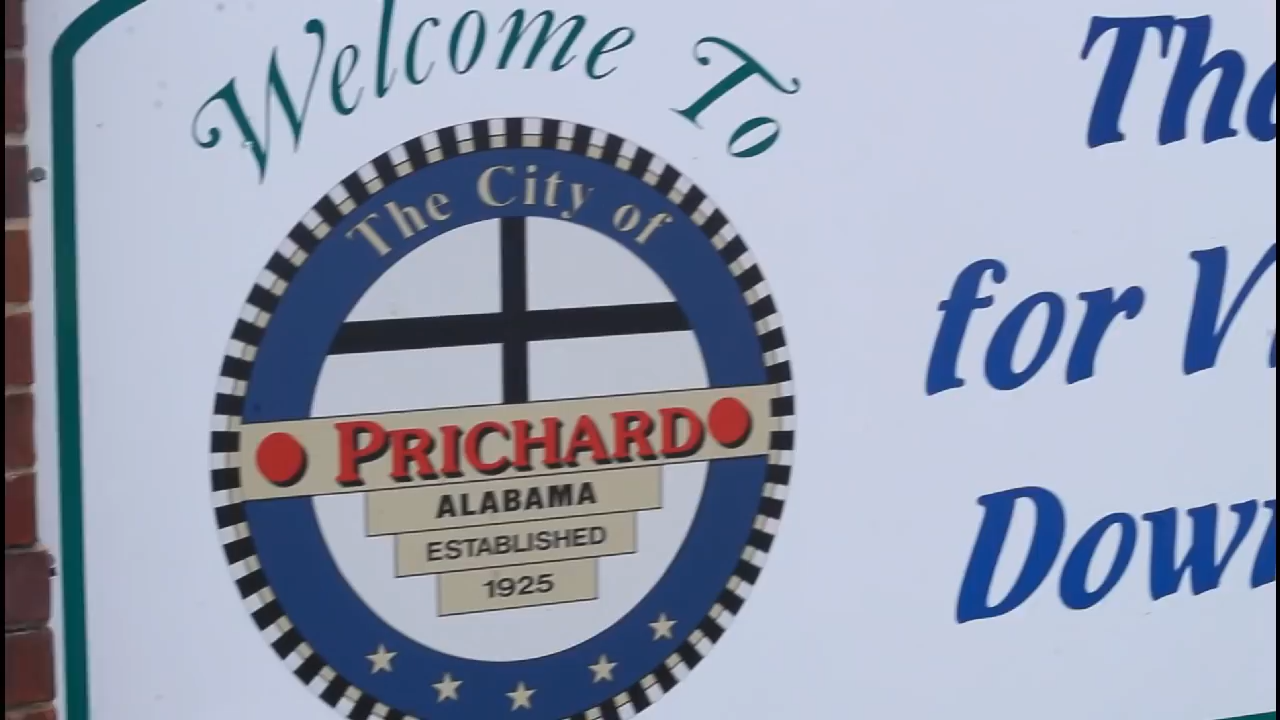 Welcome To
The City of
PRICHARD
ALABAMA
ESTABLISHED
1925
for